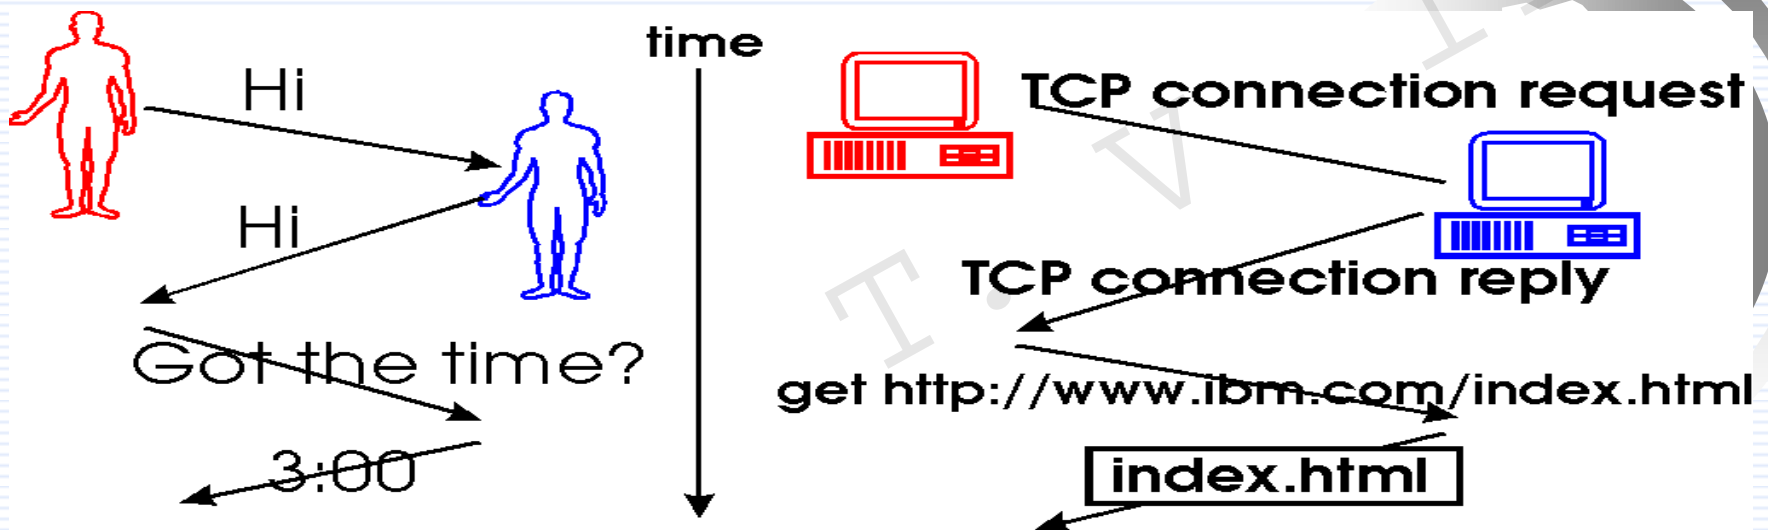 time
Hi
TCP connection request
Hi
TCP connection reply
Got the time?
get http://www.ibm.com/index.html
3:00
index.html
T. V